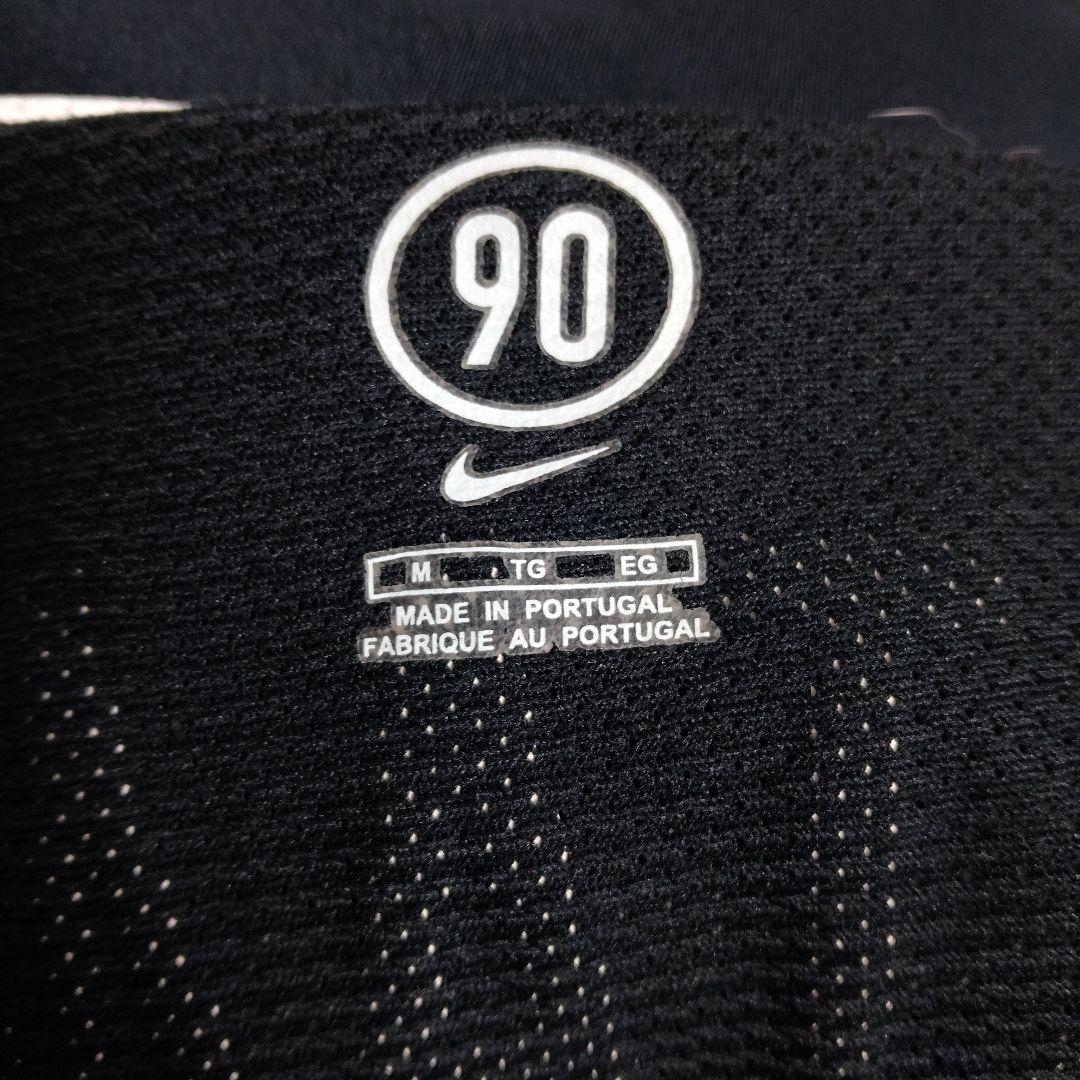 90
M TG EG
MADE IN PORTUGAL
FABRIQUE AU PORTUGAL